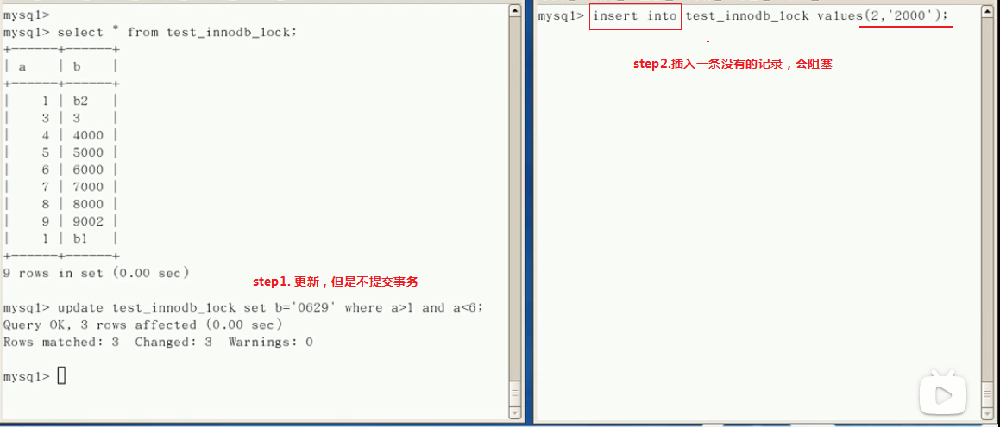 mysql>
mysql> select * from test_innodb_lock;
+------+------+
| a    | b    |
+------+------+
|    1 | b2   |
|    3 | 3    |
|    4 | 4000 |
|    5 | 5000 |
|    6 | 6000 |
|    7 | 7000 |
|    8 | 8000 |
|    9 | 9002 |
|    1 | b1   |
+------+------+
9 rows in set (0.00 sec)
step1. 更新，但是不提交事务
mysql> update test_innodb_lock set b='0629' where a>1 and a<6;
Query OK, 3 rows affected (0.00 sec)
Rows matched: 3  Changed: 3  Warnings: 0
mysql>
mysql> insert into test_innodb_lock values(2,'2000');
step2.插入一条没有的记录，会阻塞